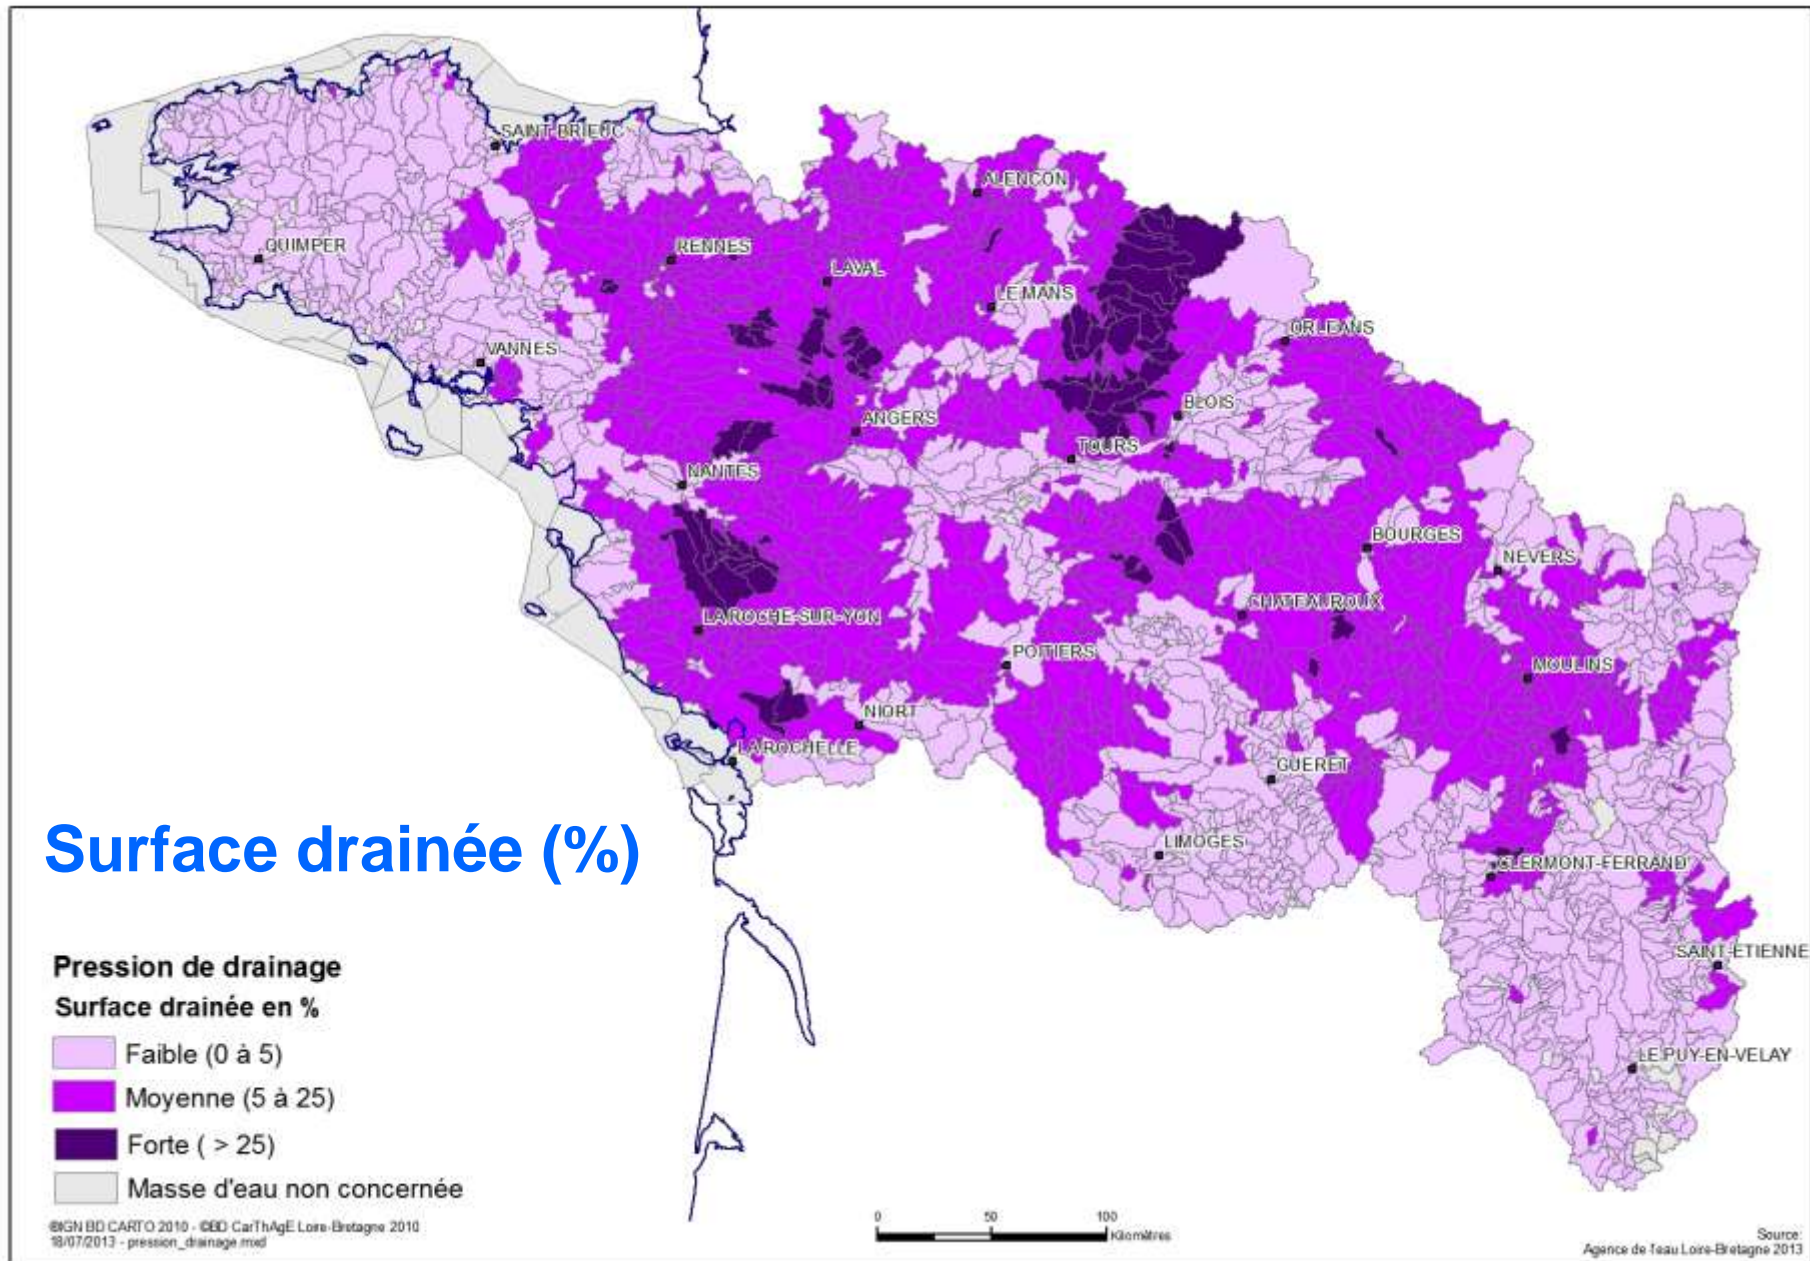 SAINT-BRIEUC
ALENCON
QUIMPER
RENNES
LAVAL
LE MANS
ORLEANS
VANNES
BLOIS
ANGERS
TOURS
NANTES
BOURGES
NEVERS
CHATEAUROUX
LA ROCHE-SUR-YON
POITIERS
MOULINS
NIORT
LA ROCHELLE
GUERET
LIMOGES
CLERMONT-FERRAND
SAINT-ETIENNE
LE PUY-EN-VELAY
Surface drainée (%)
Pression de drainage
Surface drainée en %
Faible (0 à 5)
Moyenne (5 à 25)
Forte ( > 25)
Masse d'eau non concernée
©IGN BD CARTO 2010 - ©BD CarThAgE Loire-Bretagne 2010
18/07/2013 - pression_drainage.mxd
0 50 100
Kilomètres
Source:
Agence de l'eau Loire-Bretagne 2013